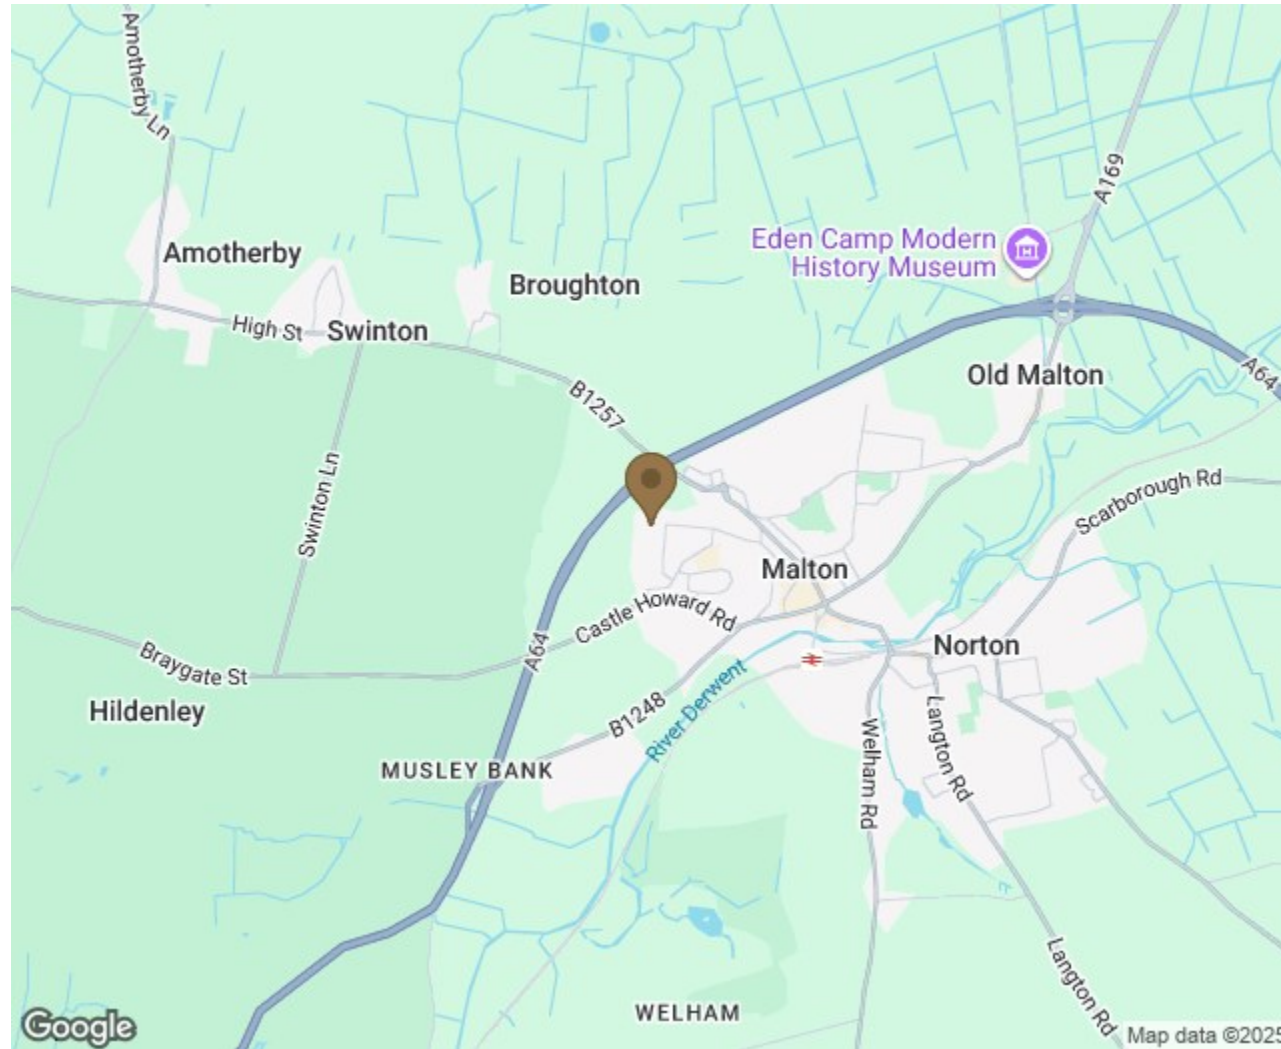 Amotherby Ln
A169
Eden Camp Modern
History Museum
Amotherby
Broughton
High St
Swinton
A64
Old Malton
B1257
Swinton Ln
Scarborough Rd
Malton
Castle Howard Rd
A64
Norton
Braygate St
Hildenley
B1248
River Derwent
Langton Rd
Welham Rd
MUSLEY BANK
Langton Rd
WELHAM
Google
Map data ©2025